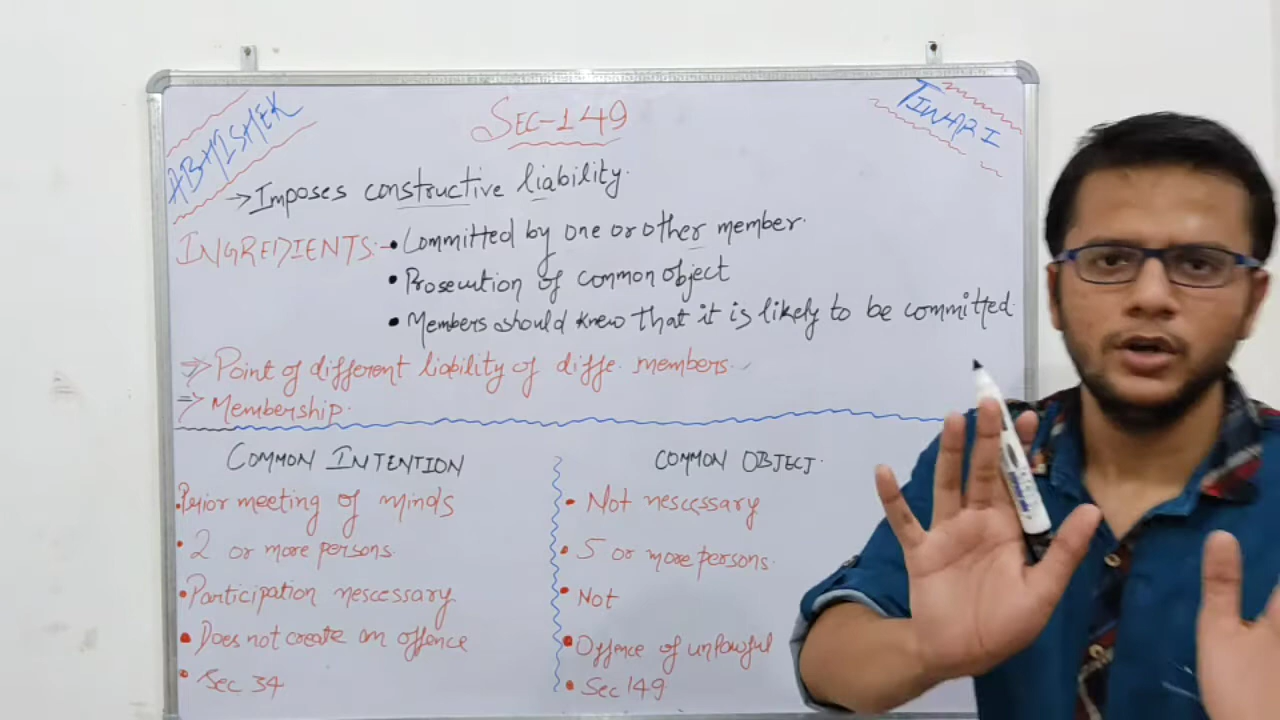 ABHISHEK
TIWARI
SEC-149
→ Imposes constructive liability.
INGREDIENTS:- • Committed by one or other member.
• Prosecution of common object
• Members should knew that it is likely to be committed.
⇒ Point of different liability of diffe. members.
⇒ Membership.
COMMON INTENTION
• Prior meeting of minds
• 2 or more persons.
• Participation nescessary
• Does not create an offence
• Sec 34
COMMON OBJECT.
• Not nescessary
• 5 or more persons.
• Not
• Offence of unlawful
• Sec 149